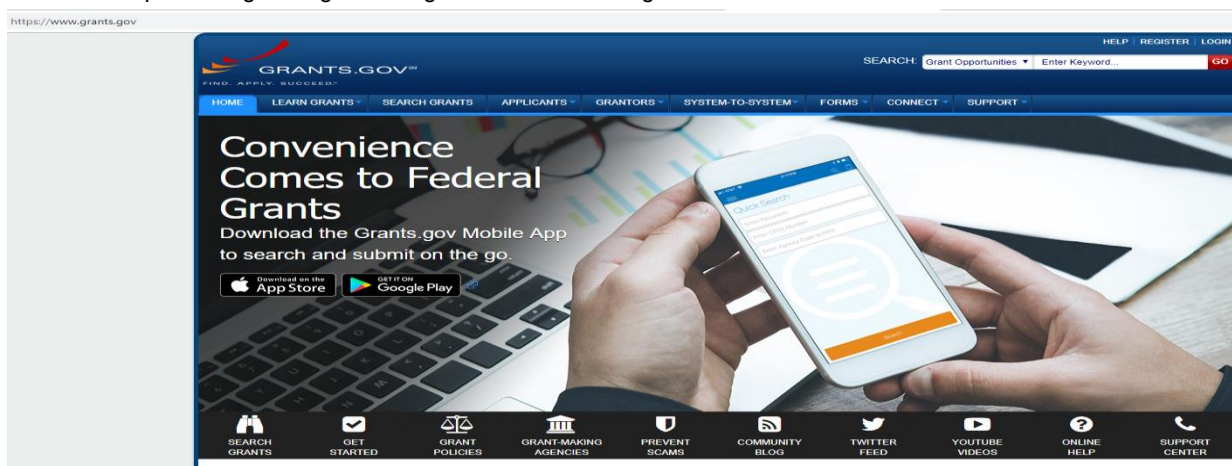 https://www.grants.gov
HELP | REGISTER | LOGIN
GRANTS.GOV℠
FIND. APPLY. SUCCEED.℠
SEARCH: Grant Opportunities Enter Keyword... GO
HOME LEARN GRANTS SEARCH GRANTS APPLICANTS GRANTORS SYSTEM-TO-SYSTEM FORMS CONNECT SUPPORT
Convenience
Comes to Federal
Grants
Download the Grants.gov Mobile App
to search and submit on the go.
Download on the
App Store
GET IT ON
Google Play
Quick Search
Search
SEARCH GRANTS
GET STARTED
GRANT POLICIES
GRANT-MAKING AGENCIES
PREVENT SCAMS
COMMUNITY BLOG
TWITTER FEED
YOUTUBE VIDEOS
ONLINE HELP
SUPPORT CENTER